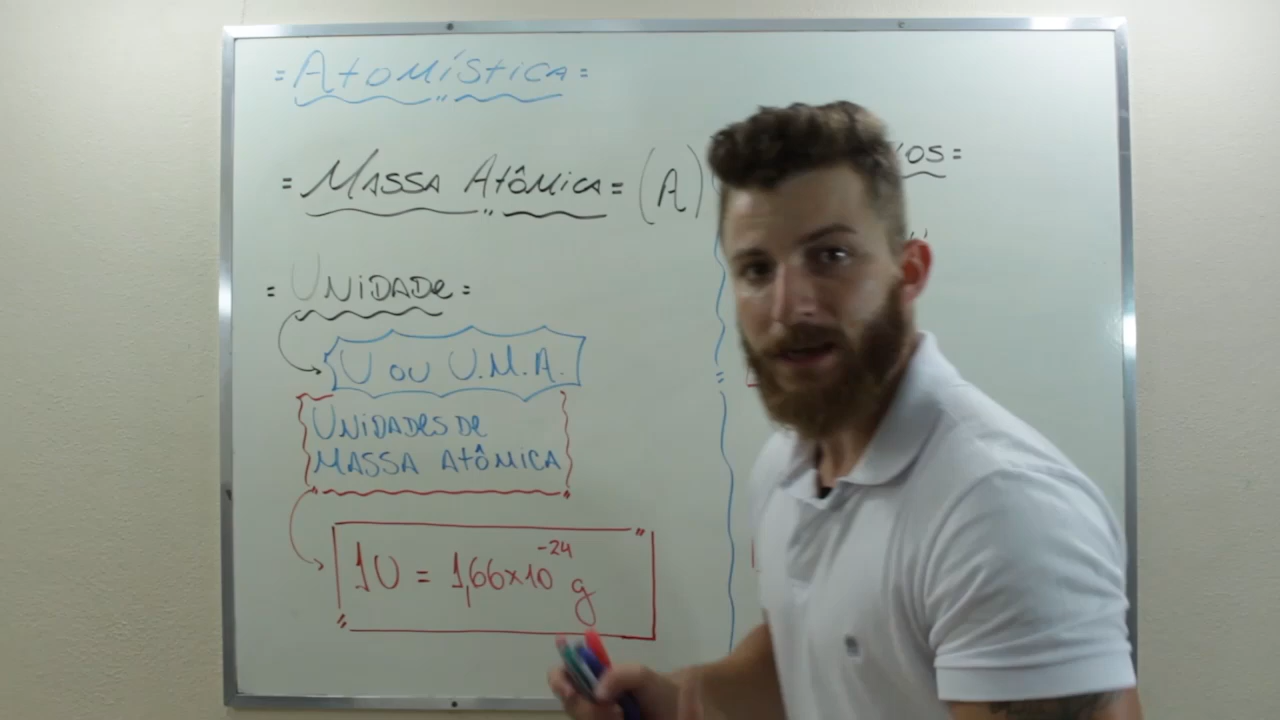 = Atomística =
= Massa Atômica = (A)
= Unidade =
U ou U.M.A.
Unidades de
massa atômica
1U = 1,66x10^-24 g